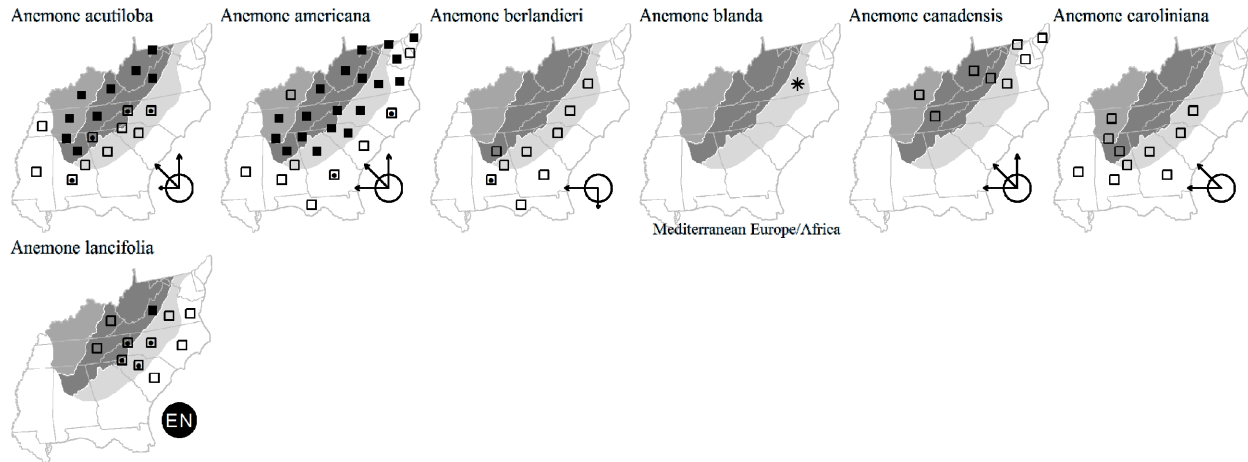 Anemone acutiloba
Anemone americana
Anemone berlandieri
Anemone blanda
Anemone canadensis
Anemone caroliniana
Mediterranean Europe/Africa
Anemone lancifolia
EN